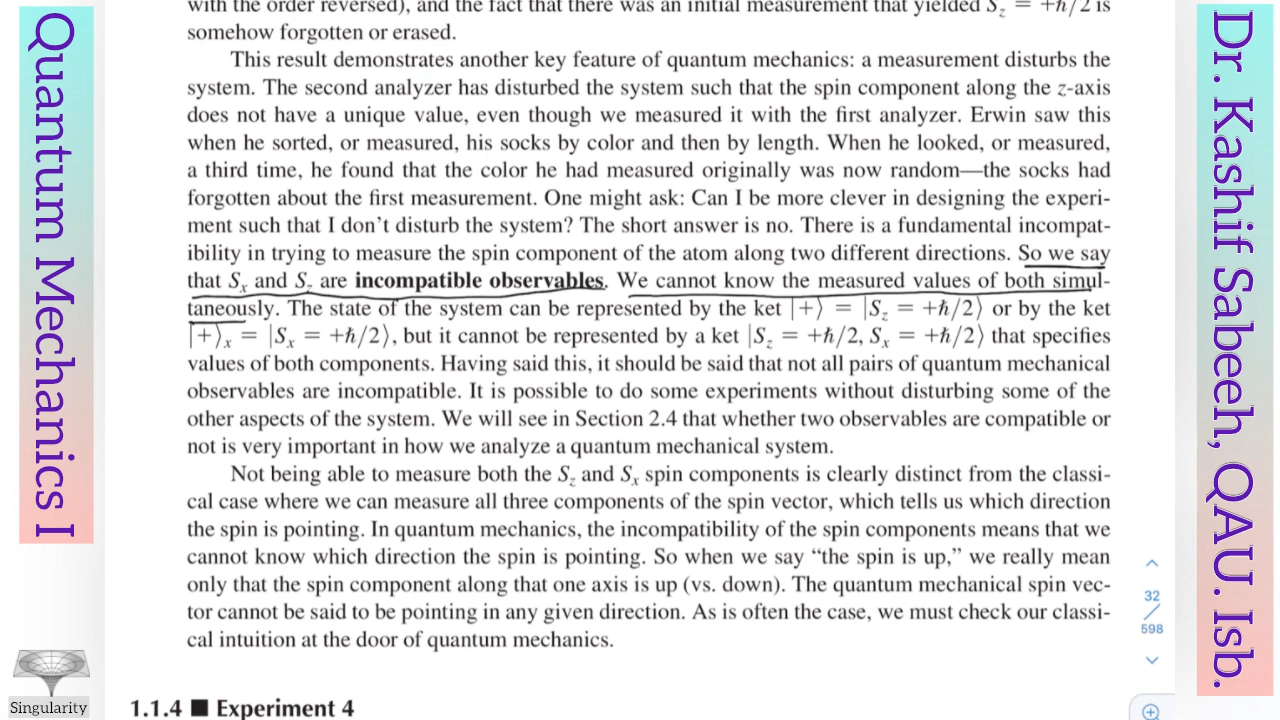 Quantum Mechanics I
with the order reversed), and the fact that there was an initial measurement that yielded S_z = +ℏ/2 is
somehow forgotten or erased.
This result demonstrates another key feature of quantum mechanics: a measurement disturbs the
system. The second analyzer has disturbed the system such that the spin component along the z-axis
does not have a unique value, even though we measured it with the first analyzer. Erwin saw this
when he sorted, or measured, his socks by color and then by length. When he looked, or measured,
a third time, he found that the color he had measured originally was now random—the socks had
forgotten about the first measurement. One might ask: Can I be more clever in designing the experi-
ment such that I don't disturb the system? The short answer is no. There is a fundamental incompat-
ibility in trying to measure the spin component of the atom along two different directions. So we say
that S_x and S_z are incompatible observables. We cannot know the measured values of both simul-
taneously. The state of the system can be represented by the ket |+⟩ = |S_z = +ℏ/2⟩ or by the ket
|+⟩_x = |S_x = +ℏ/2⟩, but it cannot be represented by a ket |S_z = +ℏ/2, S_x = +ℏ/2⟩ that specifies
values of both components. Having said this, it should be said that not all pairs of quantum mechanical
observables are incompatible. It is possible to do some experiments without disturbing some of the
other aspects of the system. We will see in Section 2.4 that whether two observables are compatible or
not is very important in how we analyze a quantum mechanical system.
Not being able to measure both the S_z and S_x spin components is clearly distinct from the classi-
cal case where we can measure all three components of the spin vector, which tells us which direction
the spin is pointing. In quantum mechanics, the incompatibility of the spin components means that we
cannot know which direction the spin is pointing. So when we say “the spin is up,” we really mean
only that the spin component along that one axis is up (vs. down). The quantum mechanical spin vec-
tor cannot be said to be pointing in any given direction. As is often the case, we must check our classi-
cal intuition at the door of quantum mechanics.
1.1.4 ■ Experiment 4
Singularity
32
598
Dr. Kashif Sabeeh, QAU. Isb.